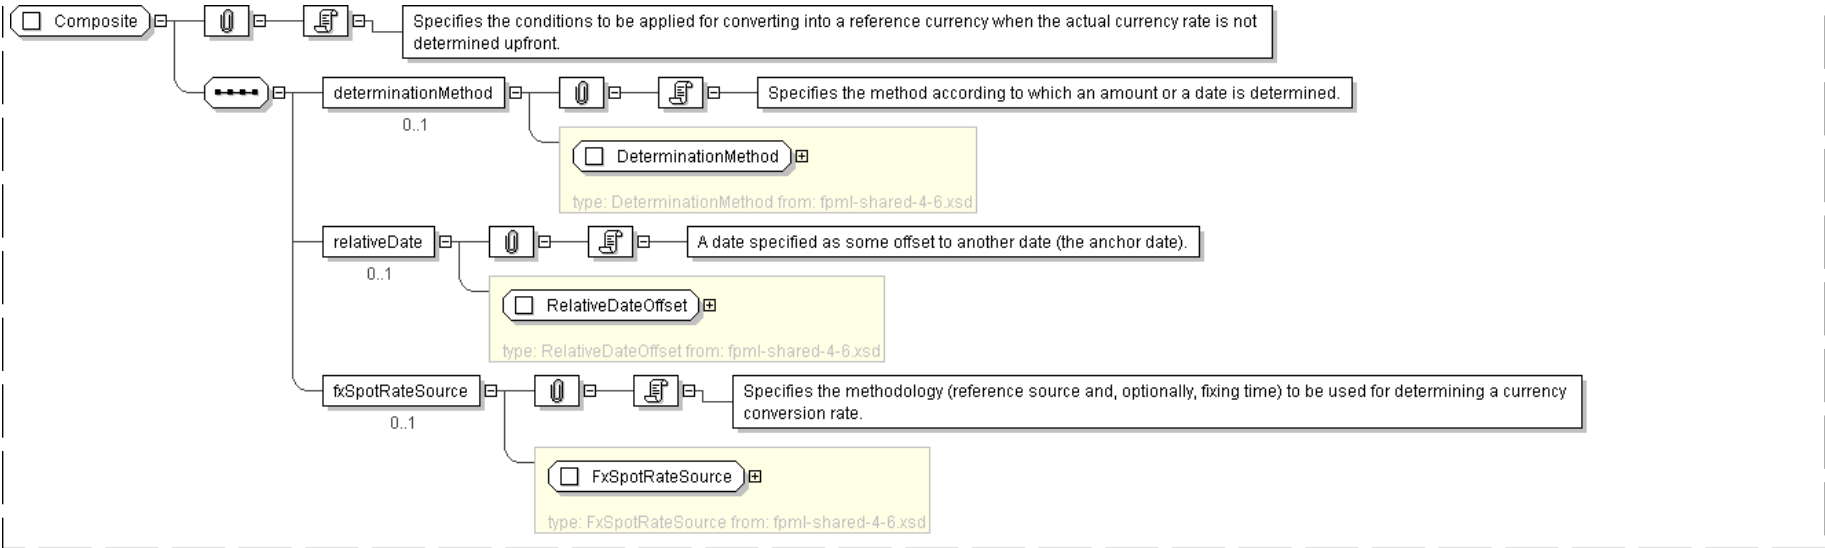 Composite
Specifies the conditions to be applied for converting into a reference currency when the actual currency rate is not
determined upfront.
determinationMethod
Specifies the method according to which an amount or a date is determined.
0..1
DeterminationMethod
type: DeterminationMethod from: fpml-shared-4-6.xsd
relativeDate
A date specified as some offset to another date (the anchor date).
0..1
RelativeDateOffset
type: RelativeDateOffset from: fpml-shared-4-6.xsd
fxSpotRateSource
Specifies the methodology (reference source and, optionally, fixing time) to be used for determining a currency
conversion rate.
0..1
FxSpotRateSource
type: FxSpotRateSource from: fpml-shared-4-6.xsd